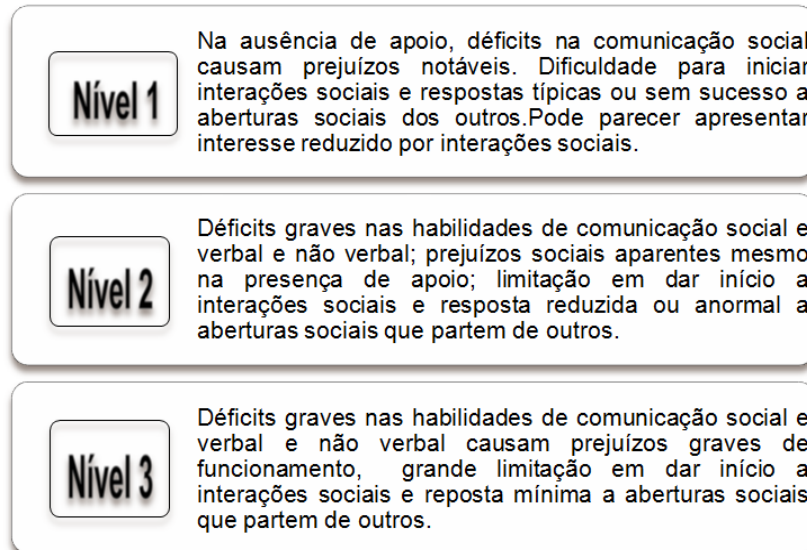 Nível 1
Na ausência de apoio, déficits na comunicação social
causam prejuízos notáveis. Dificuldade para iniciar
interações sociais e respostas típicas ou sem sucesso a
aberturas sociais dos outros.Pode parecer apresentar
interesse reduzido por interações sociais.
Nível 2
Déficits graves nas habilidades de comunicação social e
verbal e não verbal; prejuízos sociais aparentes mesmo
na presença de apoio; limitação em dar início a
interações sociais e resposta reduzida ou anormal a
aberturas sociais que partem de outros.
Nível 3
Déficits graves nas habilidades de comunicação social e
verbal e não verbal causam prejuízos graves de
funcionamento, grande limitação em dar início a
interações sociais e reposta mínima a aberturas sociais
que partem de outros.